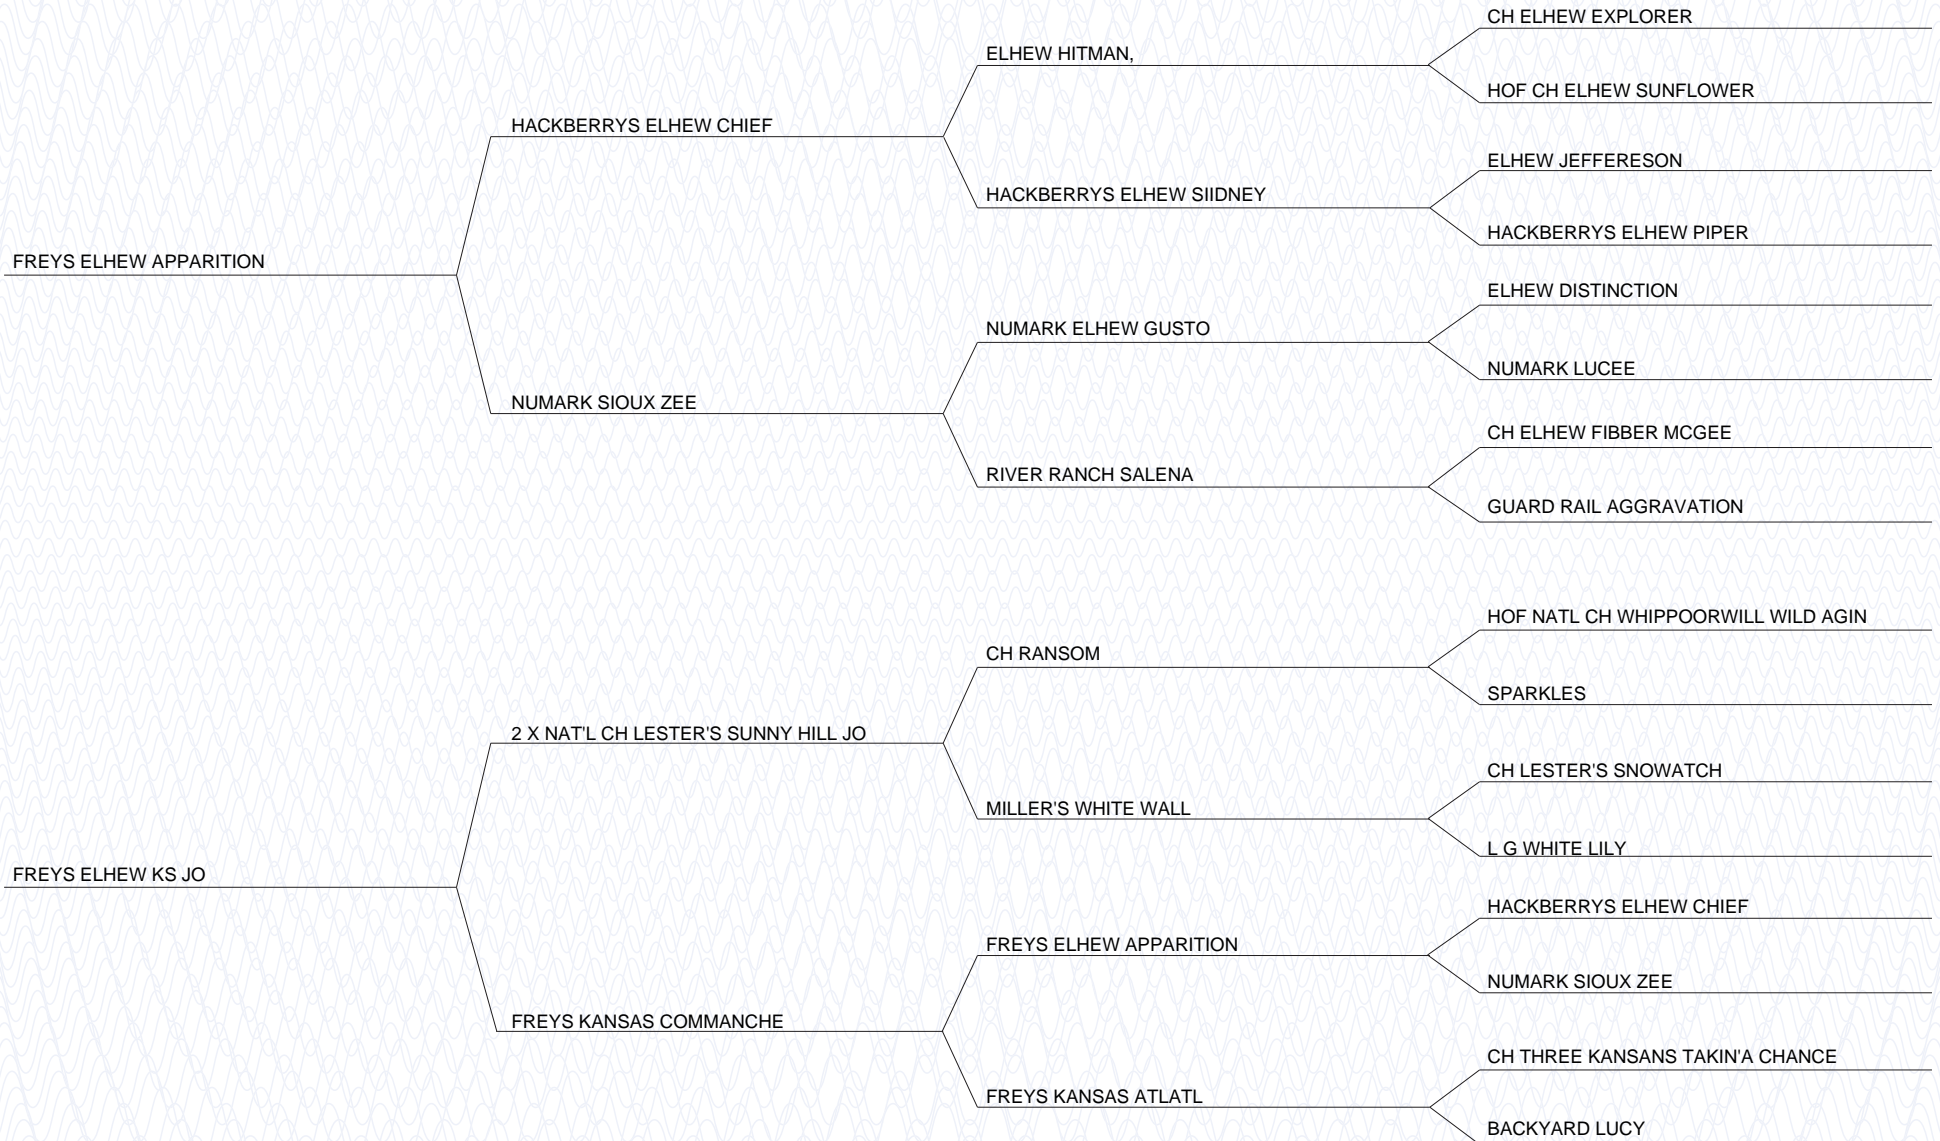 CH ELHEW EXPLORER
ELHEW HITMAN,
HOF CH ELHEW SUNFLOWER
HACKBERRYS ELHEW CHIEF
ELHEW JEFFERESON
HACKBERRYS ELHEW SIIDNEY
HACKBERRYS ELHEW PIPER
FREYS ELHEW APPARITION
ELHEW DISTINCTION
NUMARK ELHEW GUSTO
NUMARK LUCEE
NUMARK SIOUX ZEE
CH ELHEW FIBBER MCGEE
RIVER RANCH SALENA
GUARD RAIL AGGRAVATION
HOF NATL CH WHIPPOORWILL WILD AGIN
CH RANSOM
SPARKLES
2 X NAT'L CH LESTER'S SUNNY HILL JO
CH LESTER'S SNOWATCH
MILLER'S WHITE WALL
L G WHITE LILY
FREYS ELHEW KS JO
HACKBERRYS ELHEW CHIEF
FREYS ELHEW APPARITION
NUMARK SIOUX ZEE
FREYS KANSAS COMMANCHE
CH THREE KANSANS TAKIN'A CHANCE
FREYS KANSAS ATLATL
BACKYARD LUCY